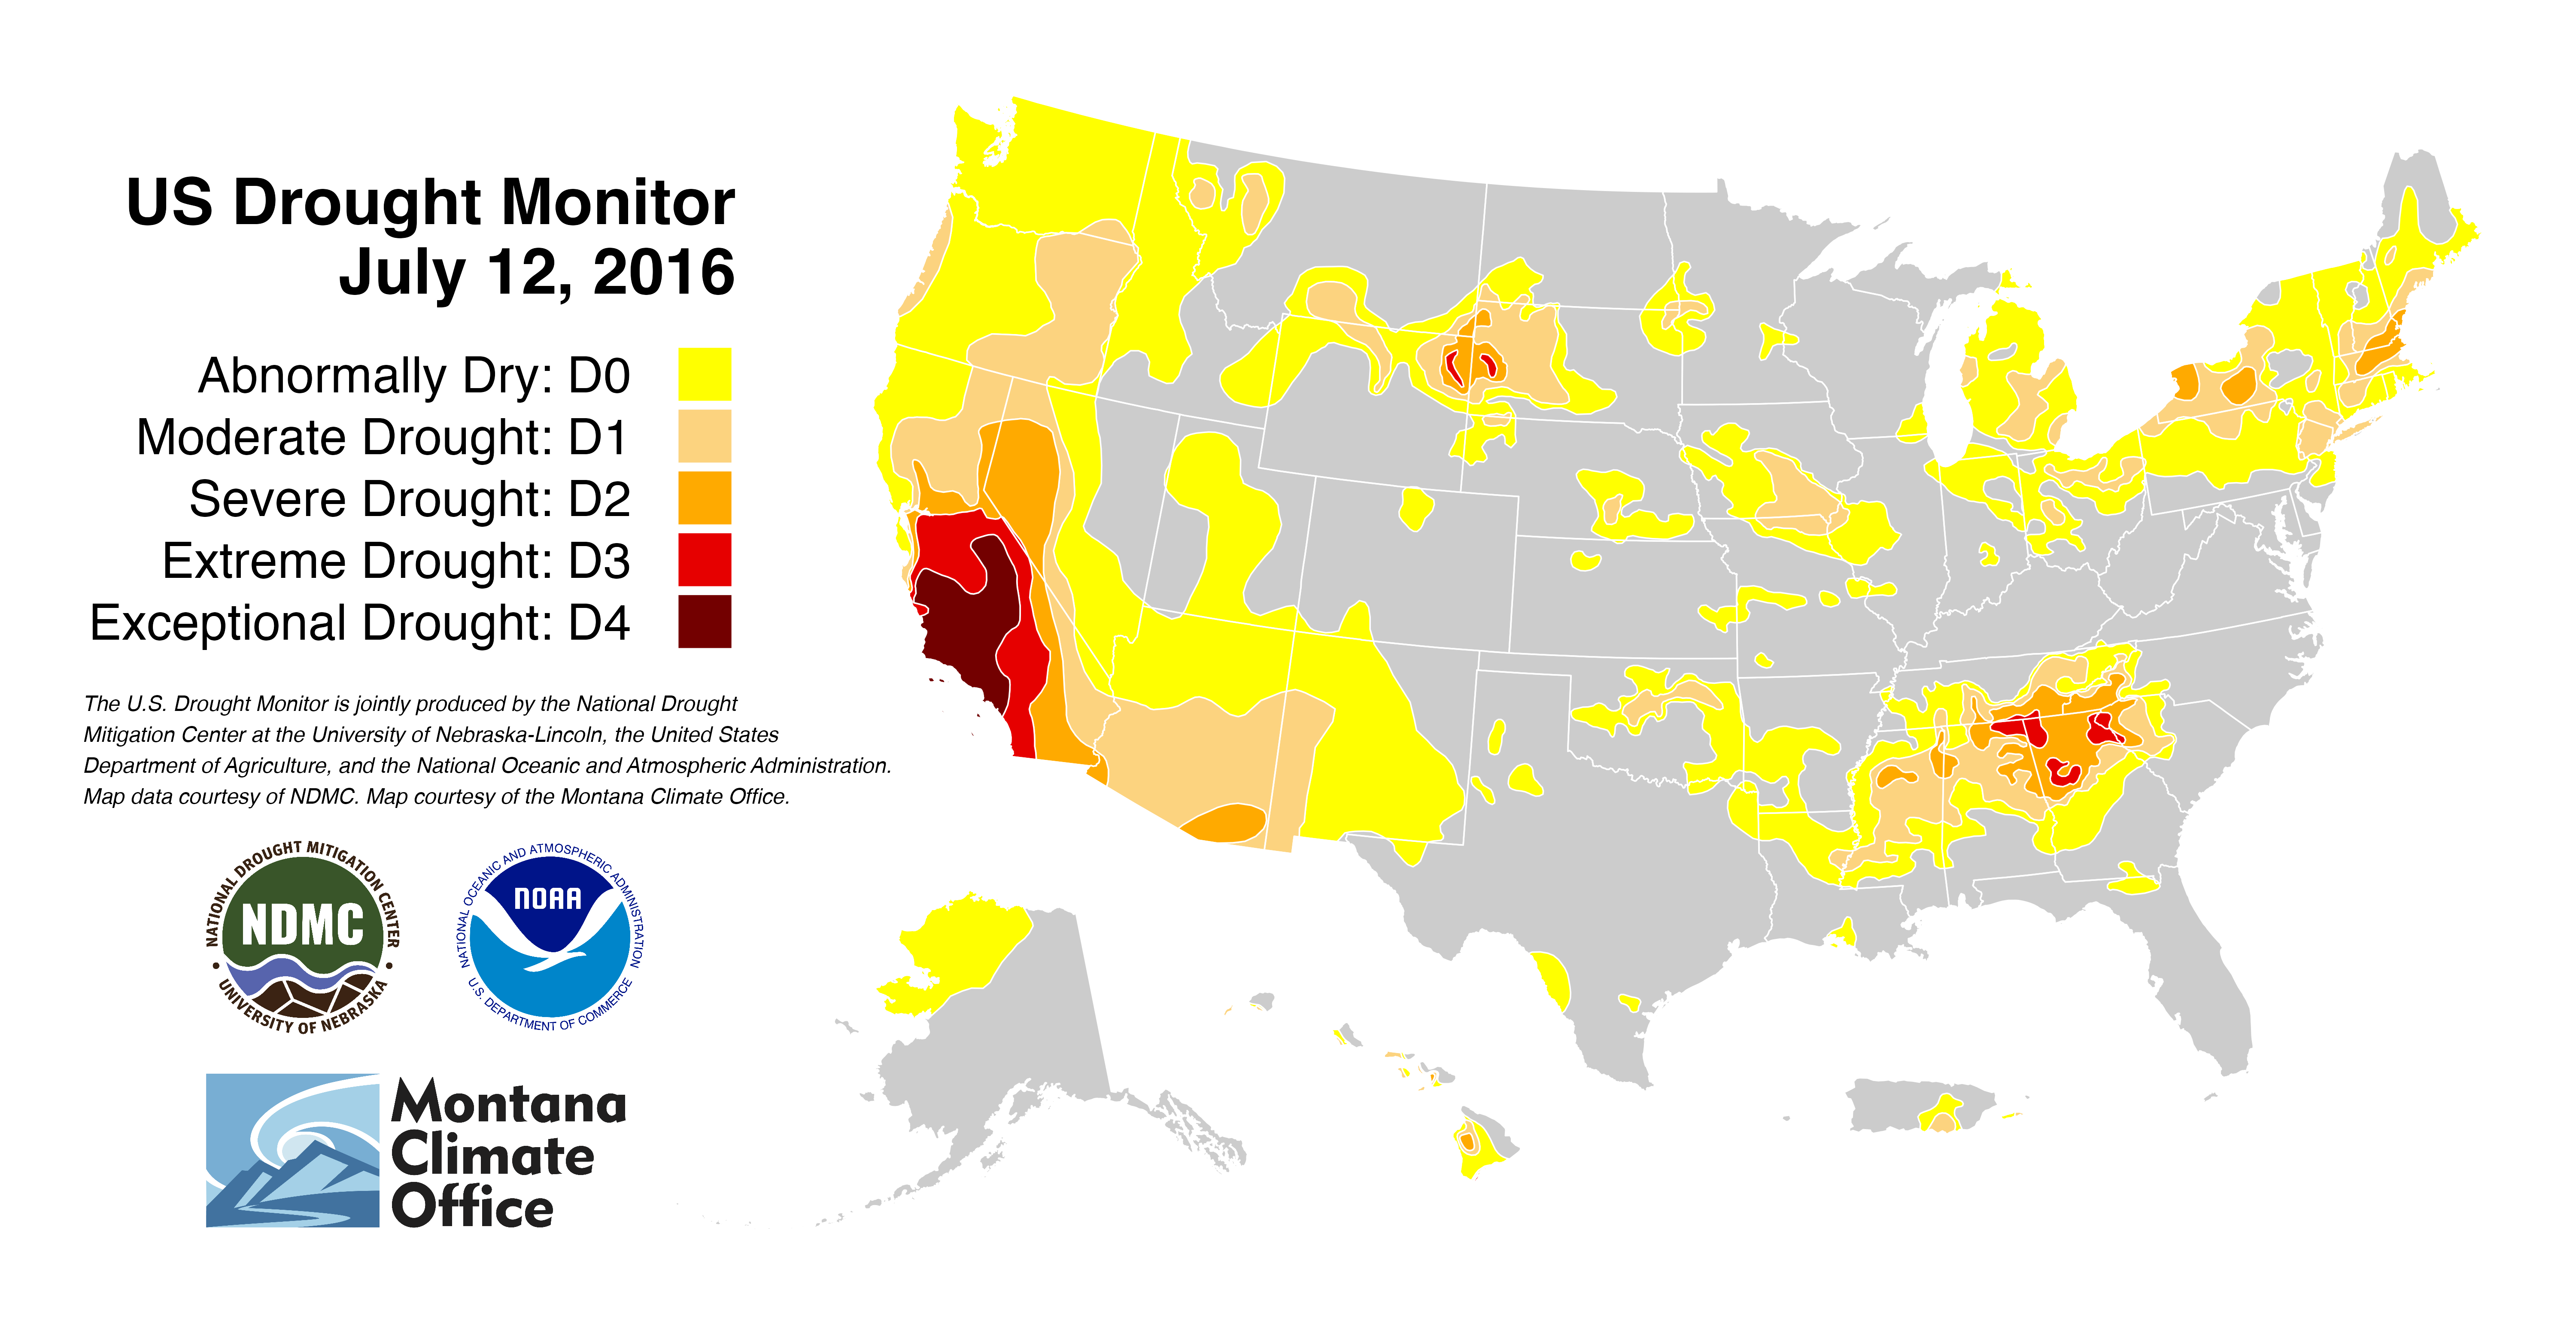 US Drought Monitor
July 12, 2016
Abnormally Dry: D0
Moderate Drought: D1
Severe Drought: D2
Extreme Drought: D3
Exceptional Drought: D4
The U.S. Drought Monitor is jointly produced by the National Drought
Mitigation Center at the University of Nebraska-Lincoln, the United States
Department of Agriculture, and the National Oceanic and Atmospheric Administration.
Map data courtesy of NDMC. Map courtesy of the Montana Climate Office.
NATIONAL DROUGHT MITIGATION CENTER
NDMC
• UNIVERSITY OF NEBRASKA •
NATIONAL OCEANIC AND ATMOSPHERIC ADMINISTRATION
NOAA
U.S. DEPARTMENT OF COMMERCE
Montana
Climate
Office